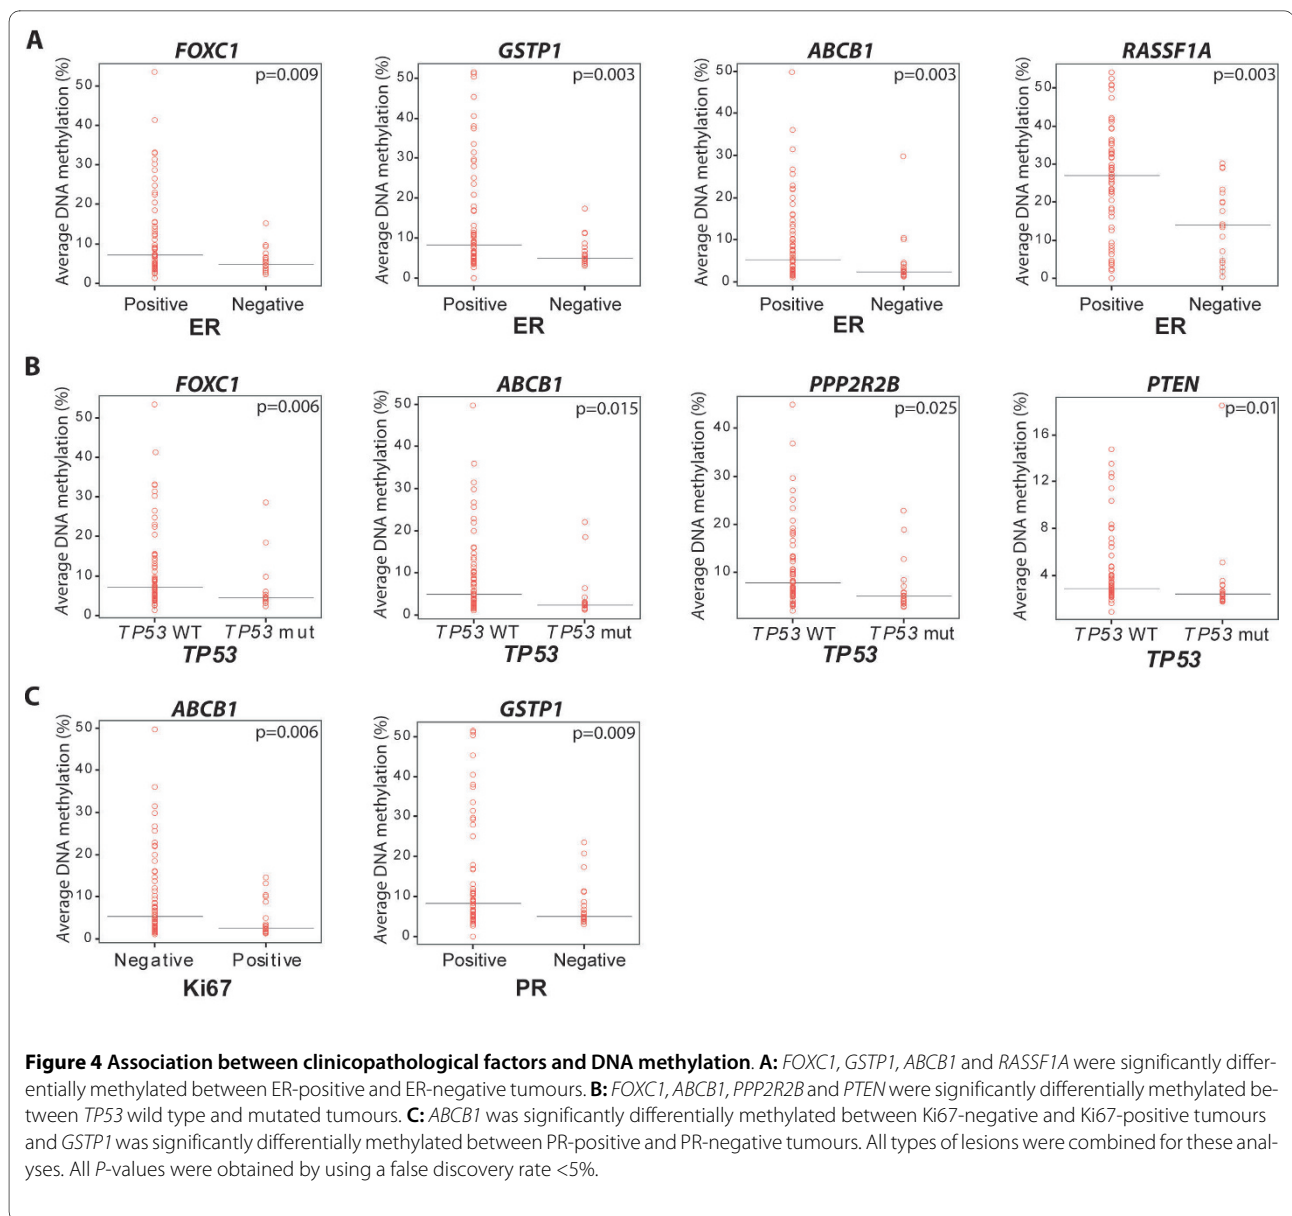 A
FOXC1
GSTP1
ABCB1
RASSF1A
p=0.009
p=0.003
p=0.003
p=0.003
Average DNA methylation (%)
50
40
30
20
10
0
Average DNA methylation (%)
50
40
30
20
10
0
Average DNA methylation (%)
50
40
30
20
10
0
Average DNA methylation (%)
50
40
30
20
10
0
Positive Negative
Positive Negative
Positive Negative
Positive Negative
ER
ER
ER
ER
B
FOXC1
ABCB1
PPP2R2B
PTEN
p=0.006
p=0.015
p=0.025
p=0.01
Average DNA methylation (%)
50
40
30
20
10
0
Average DNA methylation (%)
50
40
30
20
10
0
Average DNA methylation (%)
40
30
20
10
Average DNA methylation (%)
16
12
8
4
TP53 WT TP53 mut
TP53 WT TP53 mut
TP53 WT TP53 mut
TP53 WT TP53 mut
TP53
TP53
TP53
TP53
C
ABCB1
GSTP1
p=0.006
p=0.009
Average DNA methylation (%)
50
40
30
20
10
0
Average DNA methylation (%)
50
40
30
20
10
0
Negative Positive
Positive Negative
Ki67
PR
Figure 4 Association between clinicopathological factors and DNA methylation. A: FOXC1, GSTP1, ABCB1 and RASSF1A were significantly differ-
entially methylated between ER-positive and ER-negative tumours. B: FOXC1, ABCB1, PPP2R2B and PTEN were significantly differentially methylated be-
tween TP53 wild type and mutated tumours. C: ABCB1 was significantly differentially methylated between Ki67-negative and Ki67-positive tumours
and GSTP1 was significantly differentially methylated between PR-positive and PR-negative tumours. All types of lesions were combined for these anal-
yses. All P-values were obtained by using a false discovery rate <5%.